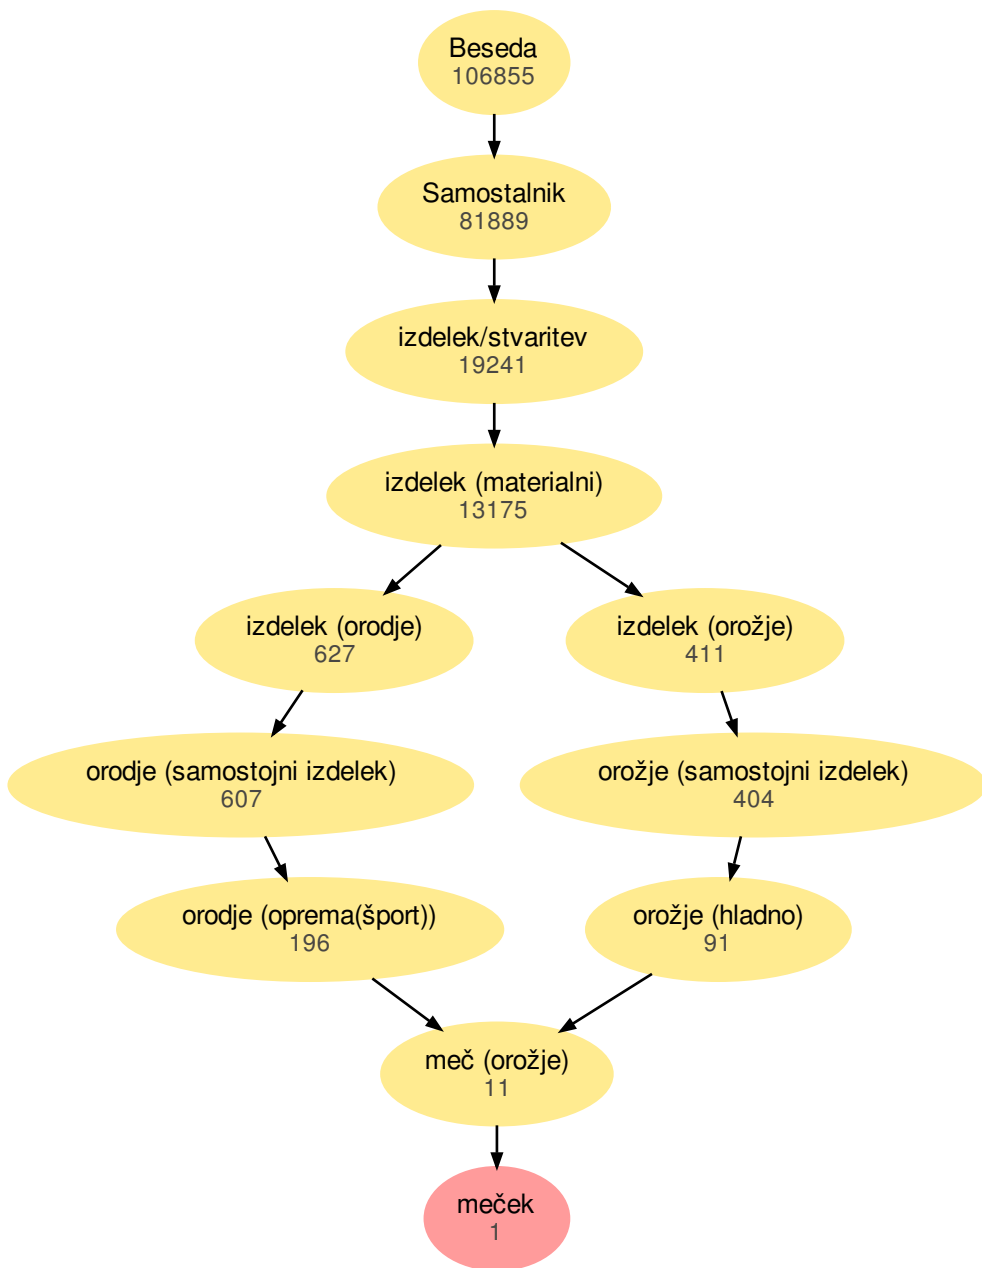 Beseda
106855
Samostalnik
81889
izdelek/stvaritev
19241
izdelek (materialni)
13175
izdelek (orodje)
627
izdelek (orožje)
411
orodje (samostojni izdelek)
607
orožje (samostojni izdelek)
404
orodje (oprema(šport))
196
orožje (hladno)
91
meč (orožje)
11
meček
1